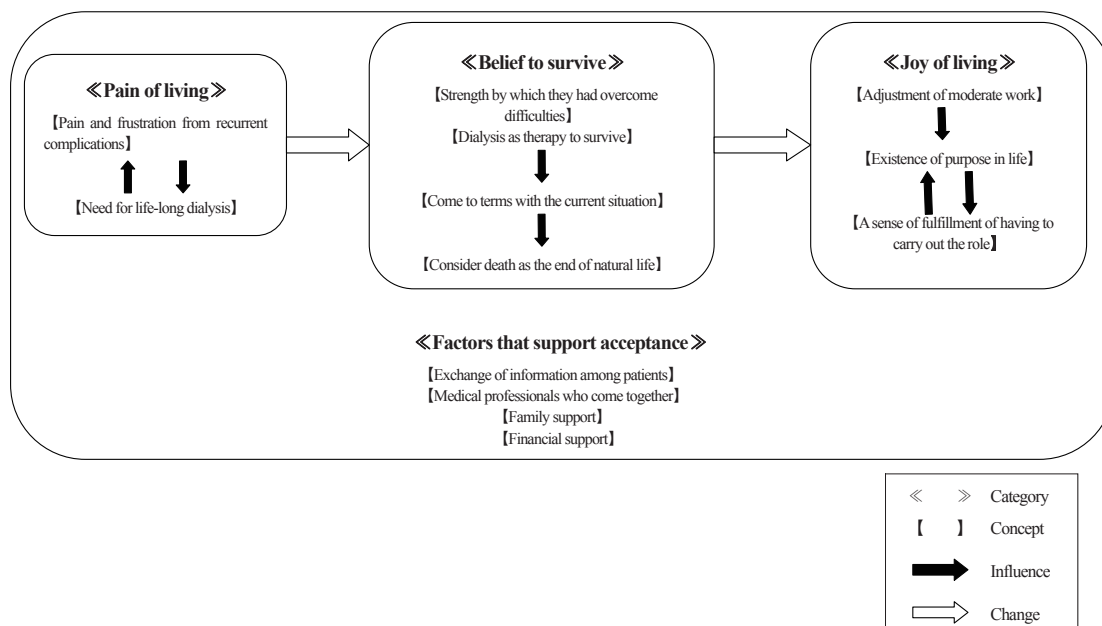 ≪Pain of living≫
【Pain and frustration from recurrent
complications】
【Need for life-long dialysis】
≪Belief to survive≫
【Strength by which they had overcome
difficulties】
【Dialysis as therapy to survive】
【Come to terms with the current situation】
【Consider death as the end of natural life】
≪Joy of living≫
【Adjustment of moderate work】
【Existence of purpose in life】
【A sense of fulfillment of having to
carry out the role】
≪Factors that support acceptance≫
【Exchange of information among patients】
【Medical professionals who come together】
【Family support】
【Financial support】
≪ ≫ Category
【 】 Concept
Influence
Change